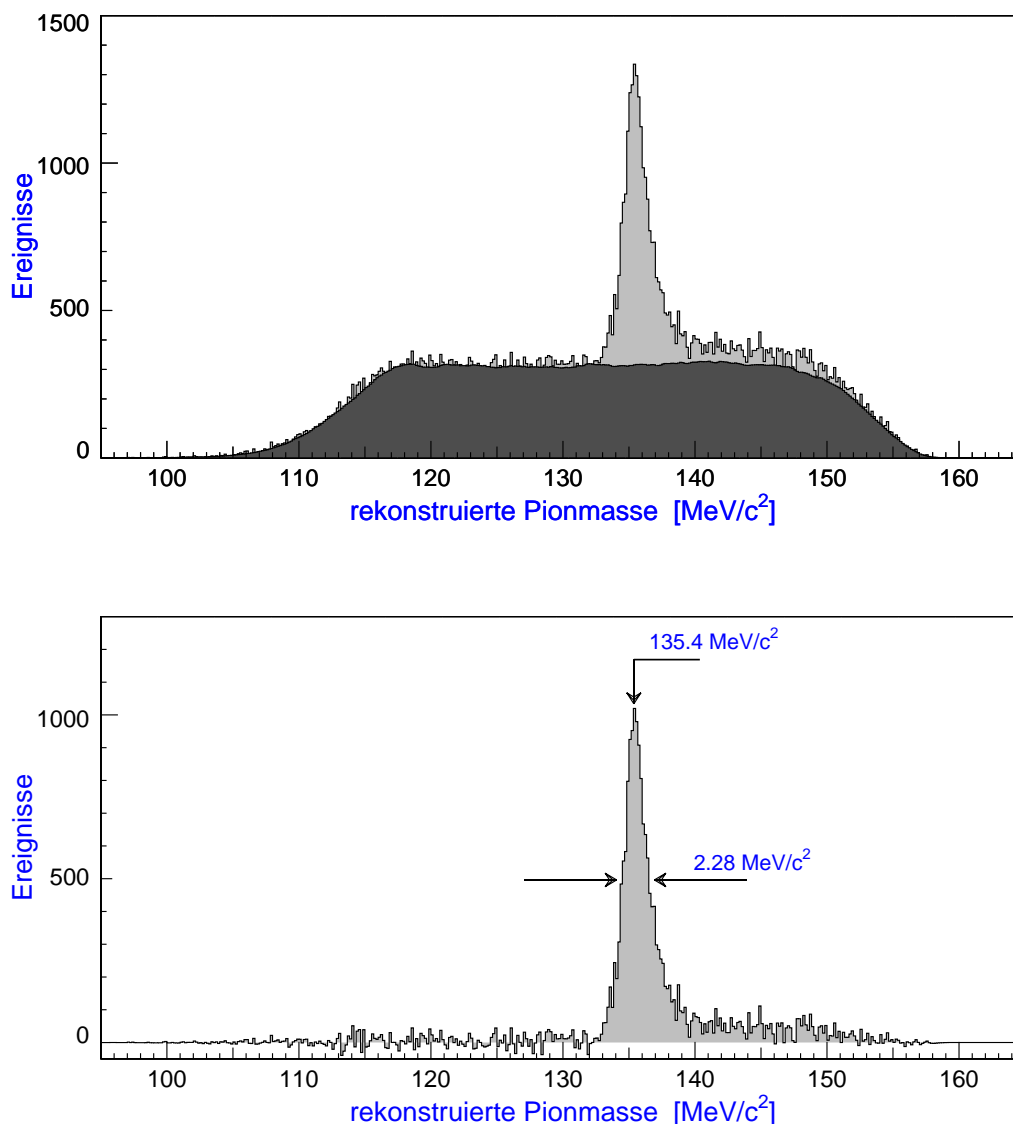 1500
1000
500
0
Ereignisse
100 110 120 130 140 150 160
rekonstruierte Pionmasse [MeV/c²]
135.4 MeV/c²
1000
2.28 MeV/c²
500
0
Ereignisse
100 110 120 130 140 150 160
rekonstruierte Pionmasse [MeV/c²]